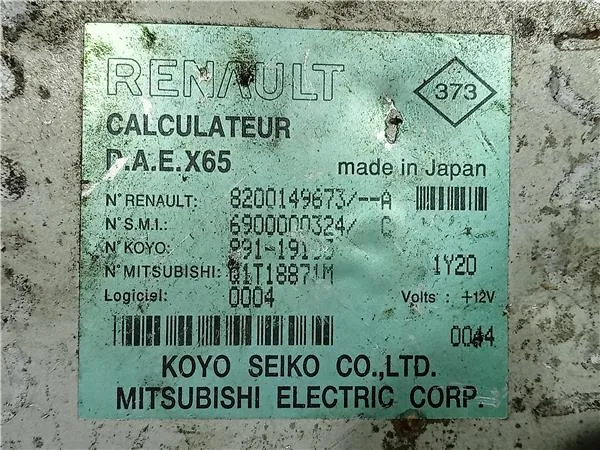 RENAULT
373
CALCULATEUR
D.A.E.X65
made in Japan
N° RENAULT: 8200149673/--A
N° S.M.I.: 6900000324/ C
N° KOYO:
N° MITSUBISHI: Q1T18871M
1Y20
Logiciel: 0004
Volts: +12V
KOYO SEIKO CO.,LTD.
MITSUBISHI ELECTRIC CORP.